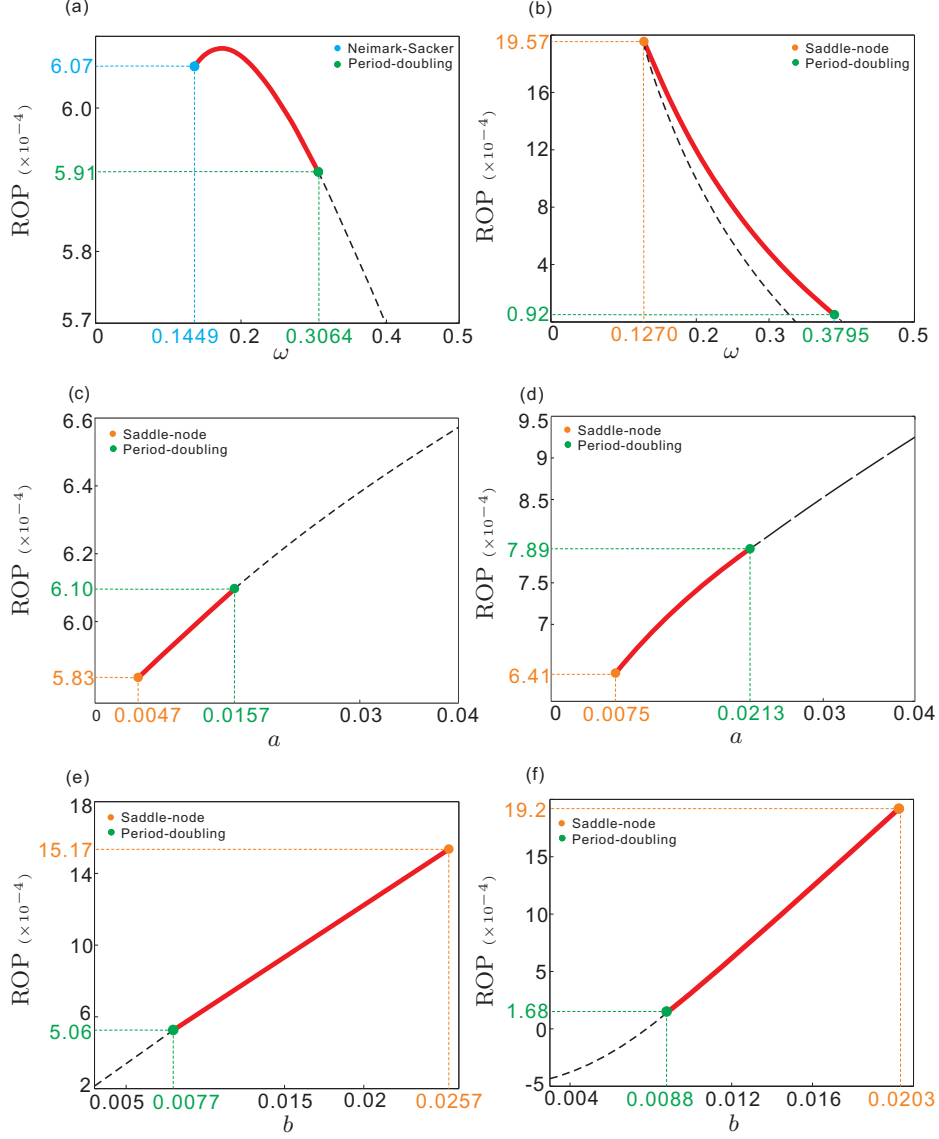 (a)
Neimark-Sacker
Period-doubling
6.07
6.0
5.91
5.8
5.7
ROP (×10⁻⁴)
0
0.1449
0.2
0.3064
0.4
0.5
ω
(b)
Saddle-node
Period-doubling
19.57
16
12
8
4
0.92
ROP (×10⁻⁴)
0.1270
0.2
0.3
0.3795
0.5
ω
(c)
Saddle-node
Period-doubling
6.6
6.4
6.2
6.10
6.0
5.83
ROP (×10⁻⁴)
0
0.0047
0.0157
0.03
0.04
a
(d)
Saddle-node
Period-doubling
9.5
9
8.5
7.89
7.5
7
6.41
ROP (×10⁻⁴)
0
0.0075
0.0213
0.03
0.04
a
(e)
Saddle-node
Period-doubling
18
15.17
14
10
6
5.06
2
ROP (×10⁻⁴)
0.005
0.0077
0.015
0.02
0.0257
b
(f)
Saddle-node
Period-doubling
19.2
15
10
5
1.68
0
-5
ROP (×10⁻⁴)
0.004
0.0088
0.012
0.016
0.0203
b